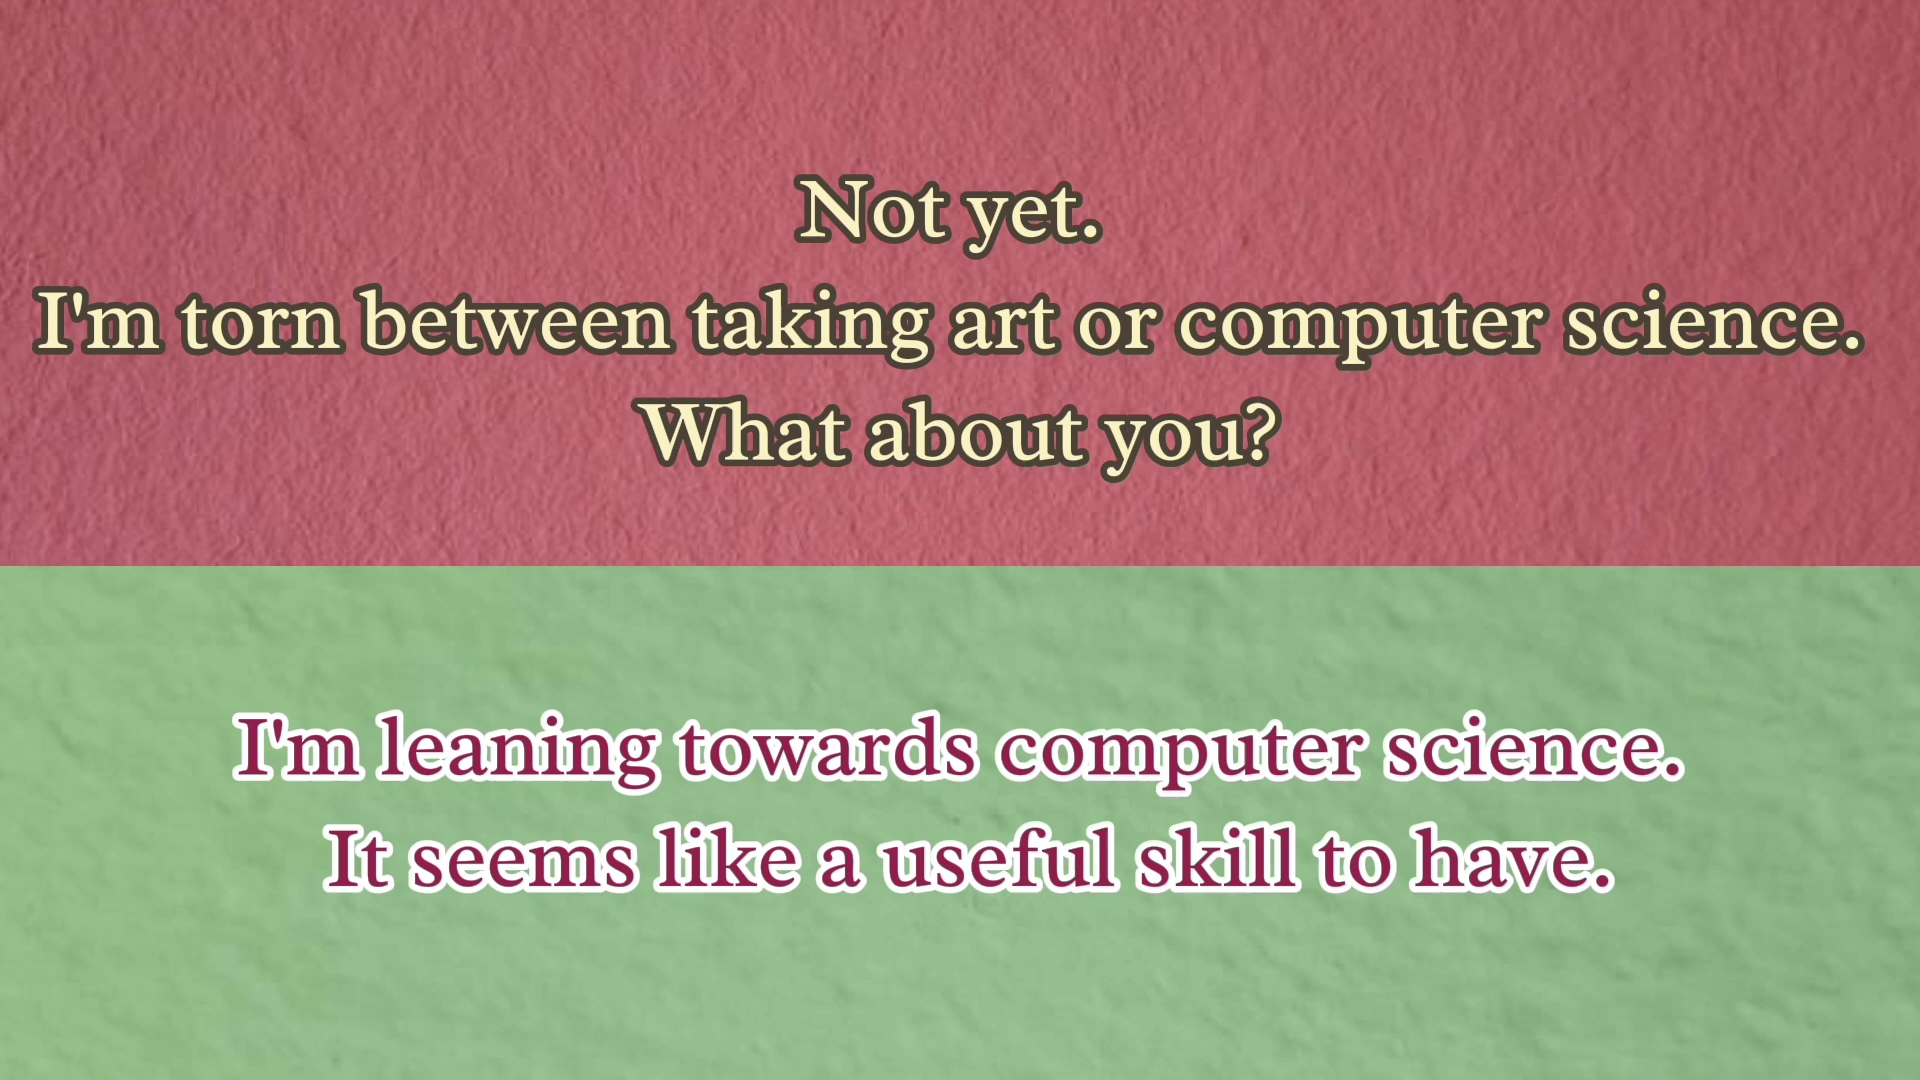 Not yet.
I'm torn between taking art or computer science.
What about you?
I'm leaning towards computer science.
It seems like a useful skill to have.